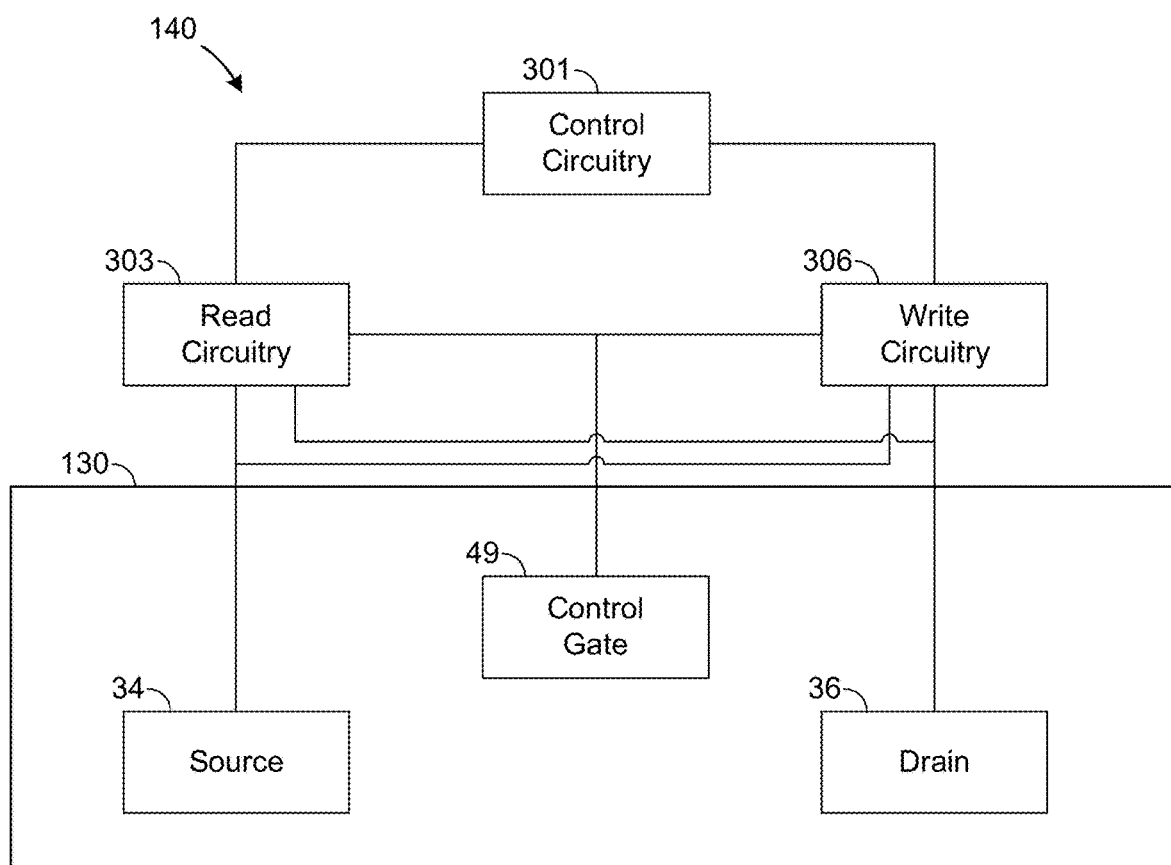 140
301
Control
Circuitry
303
Read
Circuitry
306
Write
Circuitry
130
49
Control
Gate
34
Source
36
Drain